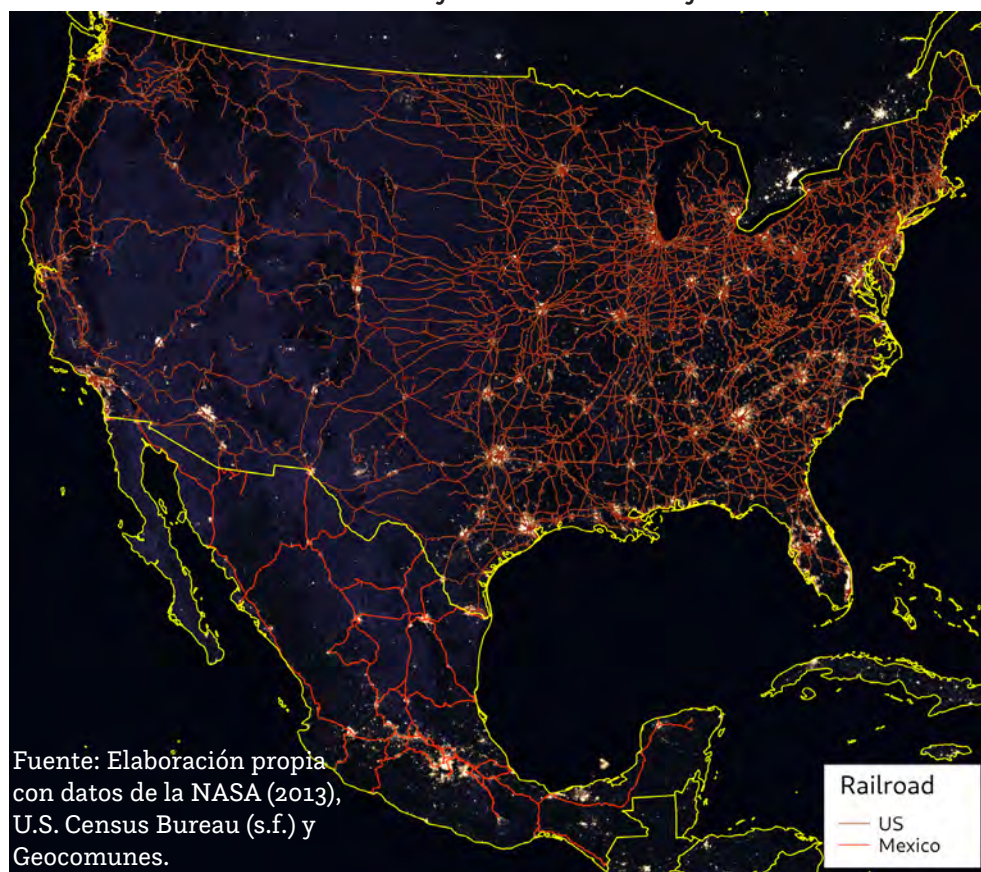 Fuente: Elaboración propia
con datos de la NASA (2013),
U.S. Census Bureau (s.f.) y
Geocomunes.
Railroad
US
Mexico